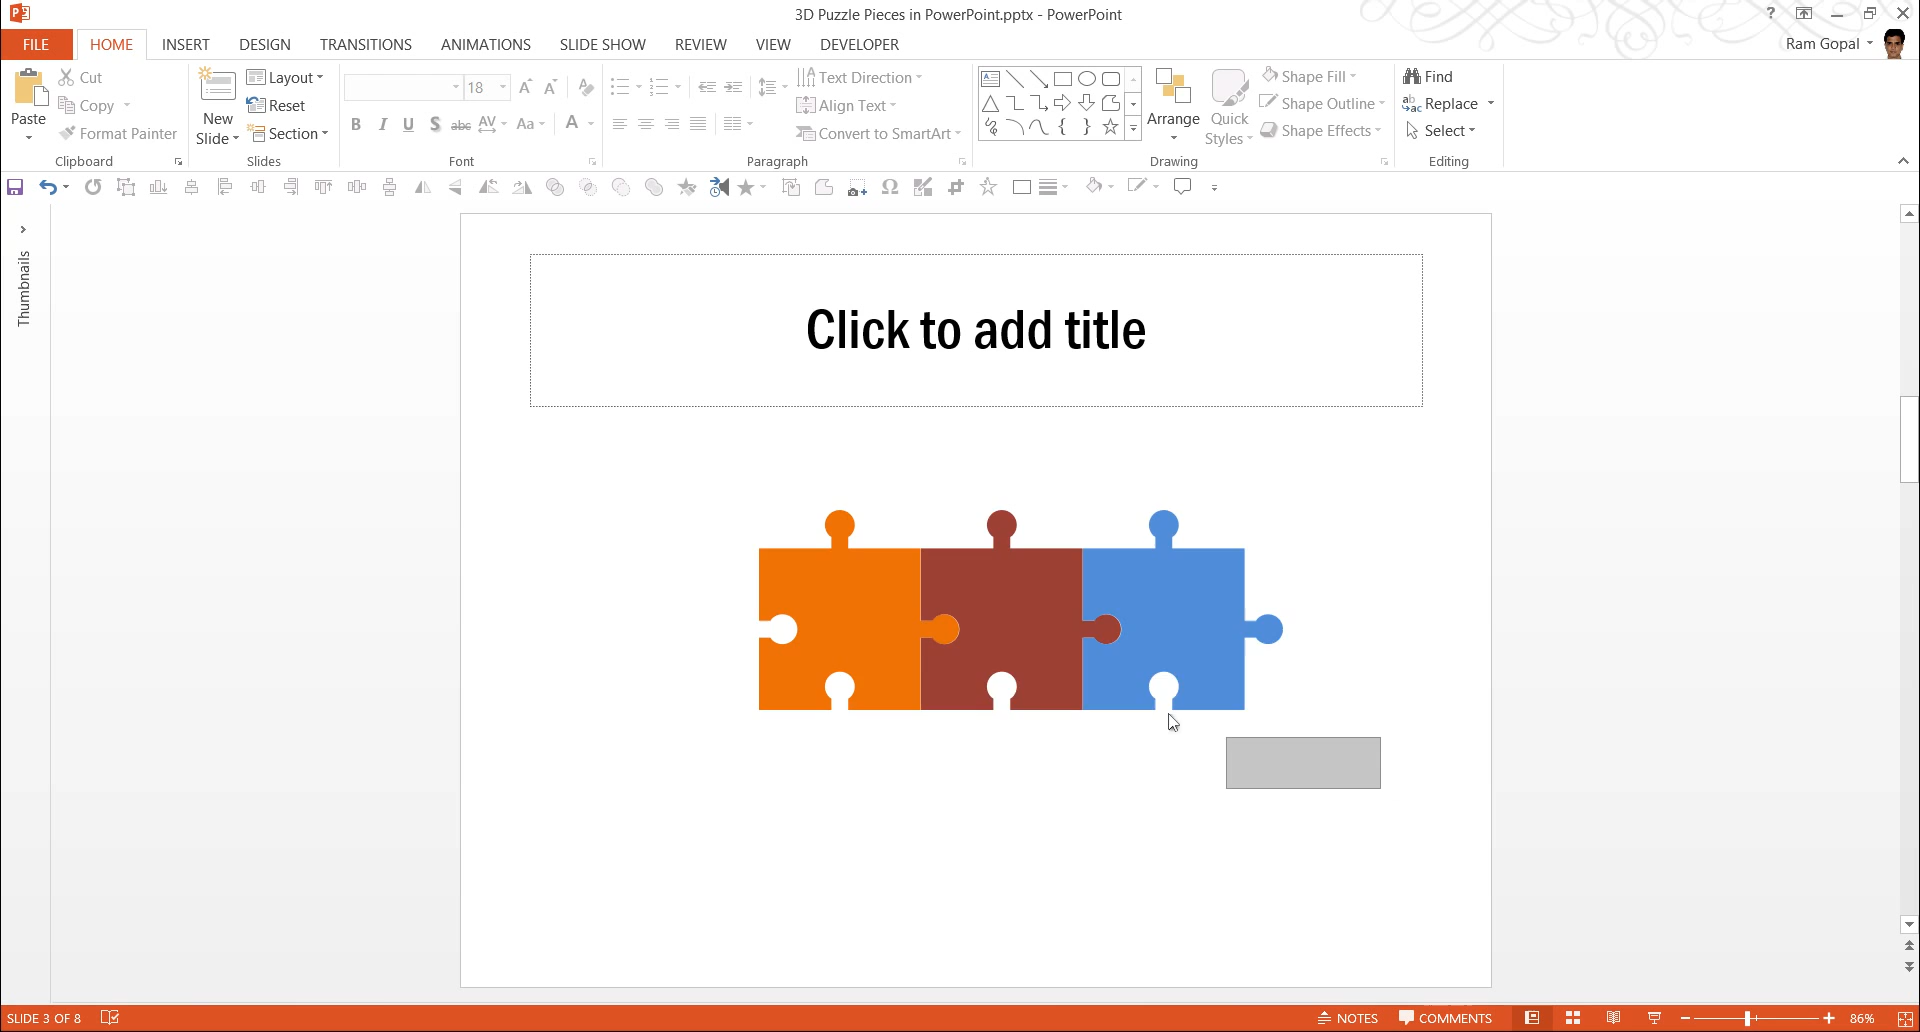 3D Puzzle Pieces in PowerPoint.pptx - PowerPoint
?
FILE HOME INSERT DESIGN TRANSITIONS ANIMATIONS SLIDE SHOW REVIEW VIEW DEVELOPER Ram Gopal
Paste
Cut
Copy
Format Painter
Clipboard
New
Slide
Layout
Reset
Section
Slides
18
B I U S abc AV Aa A
Font
Text Direction
Align Text
Convert to SmartArt
Paragraph
Arrange
Quick
Styles
Shape Fill
Shape Outline
Shape Effects
Drawing
Find
Replace
Select
Editing
Thumbnails
Click to add title
SLIDE 3 OF 8 NOTES COMMENTS 86%